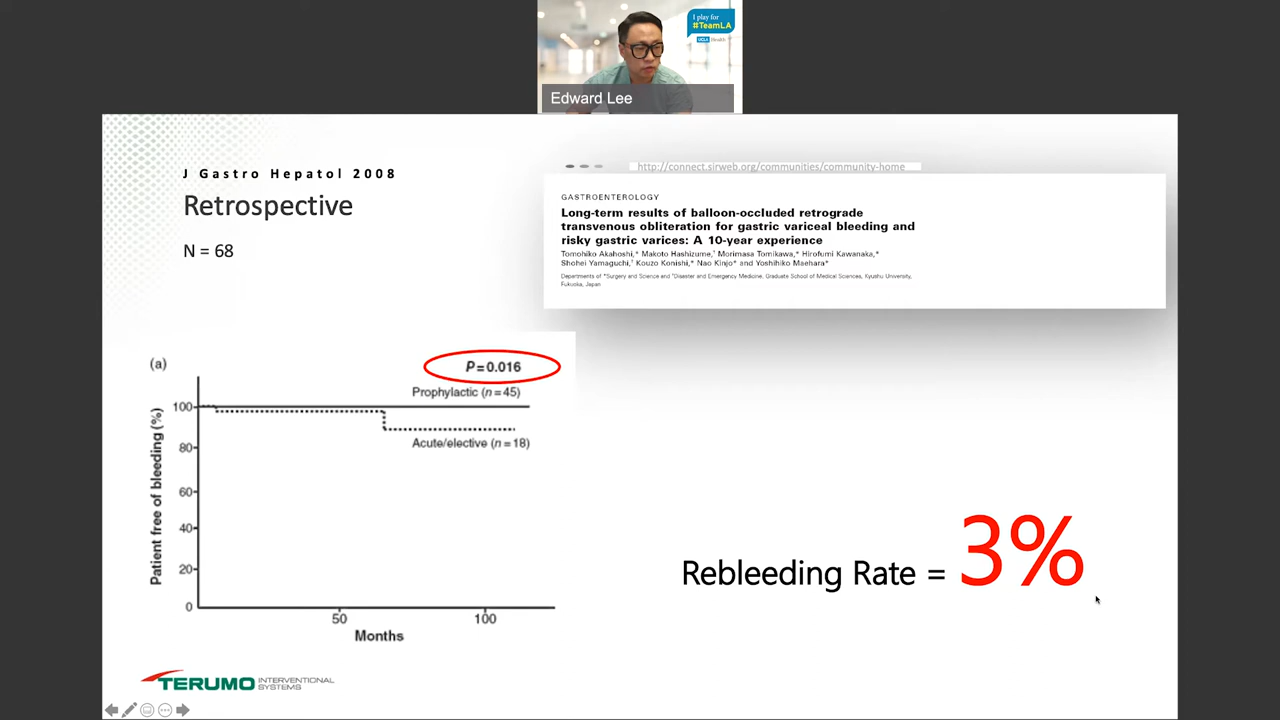 I play for
#TeamLA
UCLA Health
Edward Lee
J Gastro Hepatol 2008
Retrospective
N = 68
http://connect.sirweb.org/communities/community-home
GASTROENTEROLOGY
Long-term results of balloon-occluded retrograde
transvenous obliteration for gastric variceal bleeding and
risky gastric varices: A 10-year experience
Tomohiko Akahoshi,* Makoto Hashizume,† Morimasa Tomikawa,* Hirofumi Kawanaka,*
Shohei Yamaguchi,† Kouzo Konishi,* Nao Kinjo* and Yoshihiko Maehara*
Departments of *Surgery and Science and †Disaster and Emergency Medicine, Graduate School of Medical Sciences, Kyushu University,
Fukuoka, Japan
(a)
P=0.016
Prophylactic (n=45)
Acute/elective (n=18)
Patient free of bleeding (%)
100
80
60
40
20
0
50
100
Months
Rebleeding Rate = 3%
TERUMO INTERVENTIONAL
SYSTEMS